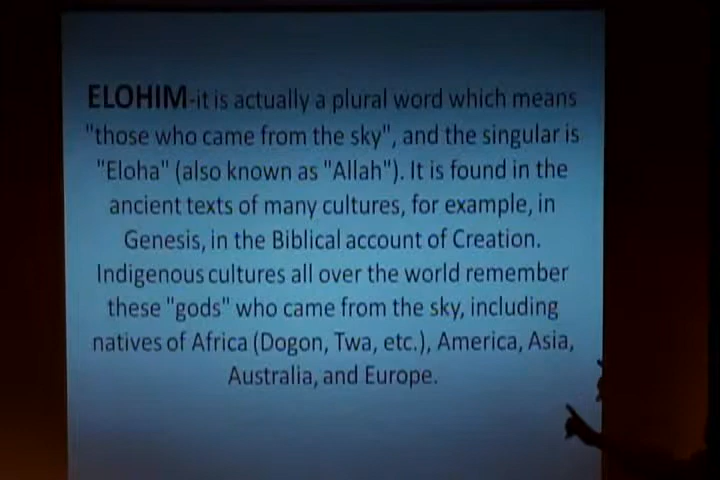 ELOHIM-it is actually a plural word which means
"those who came from the sky", and the singular is
"Eloha" (also known as "Allah"). It is found in the
ancient texts of many cultures, for example, in
Genesis, in the Biblical account of Creation.
Indigenous cultures all over the world remember
these "gods" who came from the sky, including
natives of Africa (Dogon, Twa, etc.), America, Asia,
Australia, and Europe.